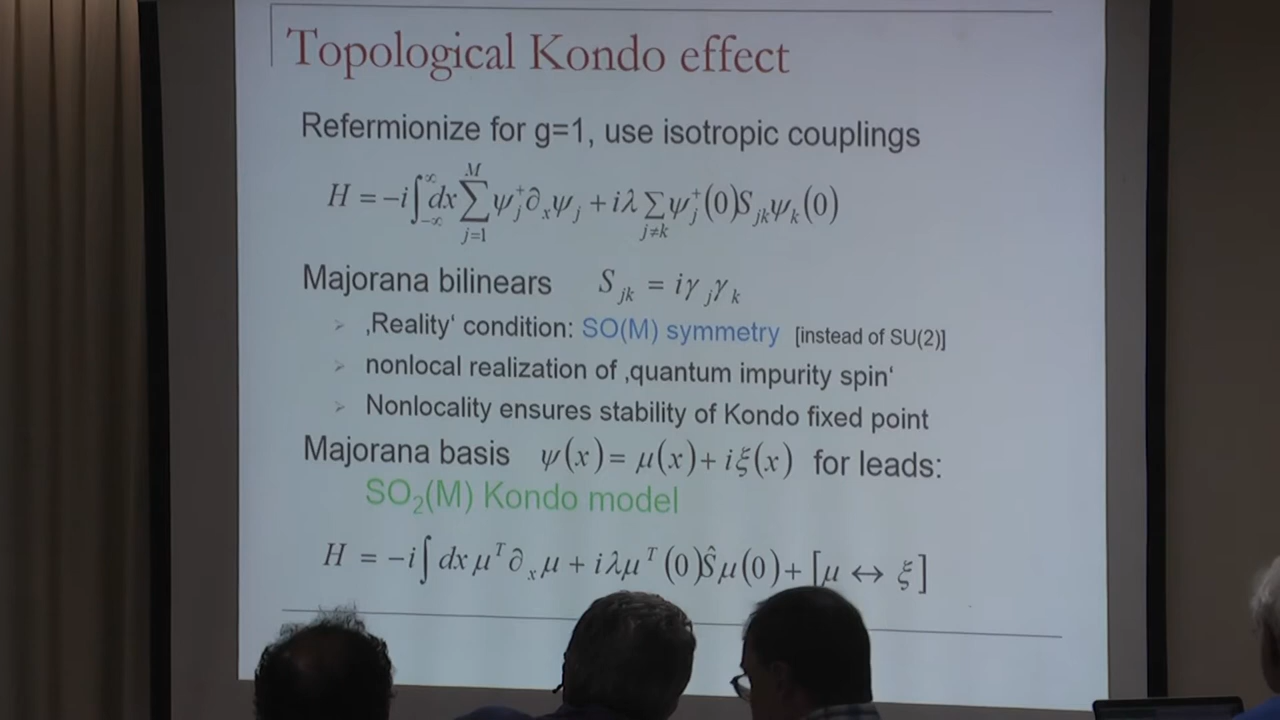 Topological Kondo effect
Refermionize for g=1, use isotropic couplings
H = −i∫_{−∞}^{∞} dx ∑_{j=1}^{M} ψ_j^+ ∂_x ψ_j + iλ ∑_{j≠k} ψ_j^+(0) S_{jk} ψ_k(0)
Majorana bilinears S_{jk} = iγ_j γ_k
➢ ‚Reality‘ condition: SO(M) symmetry [instead of SU(2)]
➢ nonlocal realization of ‚quantum impurity spin‘
➢ Nonlocality ensures stability of Kondo fixed point
Majorana basis ψ(x) = μ(x) + iξ(x) for leads:
SO₂(M) Kondo model
H = −i∫ dx μ^T ∂_x μ + iλμ^T(0)Ŝμ(0) + [μ ↔ ξ]